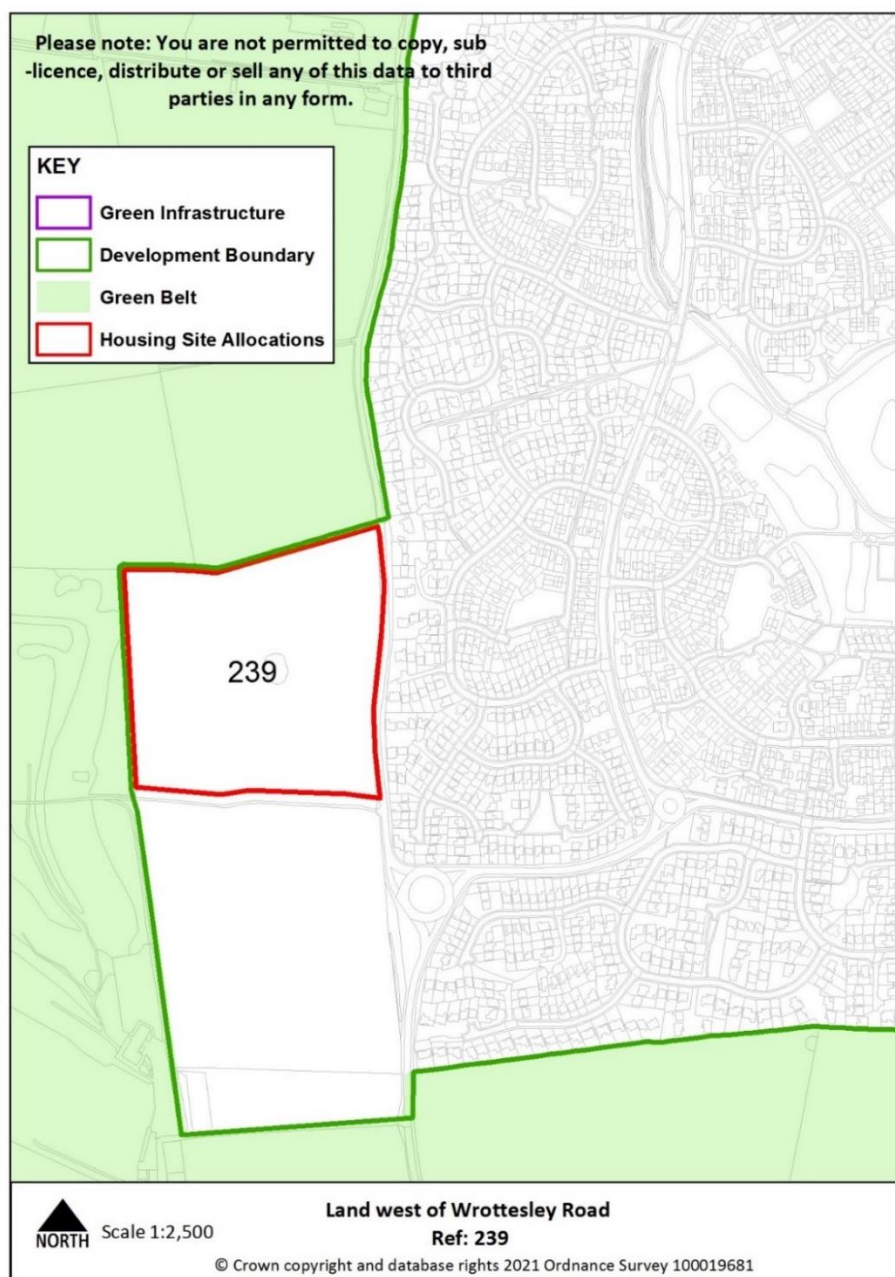 Please note: You are not permitted to copy, sub
-licence, distribute or sell any of this data to third
parties in any form.
KEY
Green Infrastructure
Development Boundary
Green Belt
Housing Site Allocations
239
NORTH
Scale 1:2,500
Land west of Wrottesley Road
Ref: 239
© Crown copyright and database rights 2021 Ordnance Survey 100019681